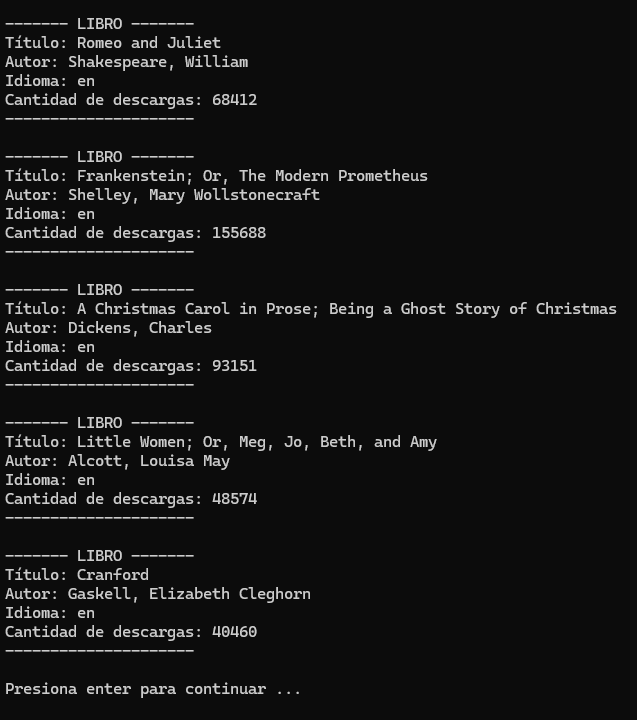 ------- LIBRO -------
Título: Romeo and Juliet
Autor: Shakespeare, William
Idioma: en
Cantidad de descargas: 68412
---------------------
------- LIBRO -------
Título: Frankenstein; Or, The Modern Prometheus
Autor: Shelley, Mary Wollstonecraft
Idioma: en
Cantidad de descargas: 155688
---------------------
------- LIBRO -------
Título: A Christmas Carol in Prose; Being a Ghost Story of Christmas
Autor: Dickens, Charles
Idioma: en
Cantidad de descargas: 93151
---------------------
------- LIBRO -------
Título: Little Women; Or, Meg, Jo, Beth, and Amy
Autor: Alcott, Louisa May
Idioma: en
Cantidad de descargas: 48574
---------------------
------- LIBRO -------
Título: Cranford
Autor: Gaskell, Elizabeth Cleghorn
Idioma: en
Cantidad de descargas: 40460
---------------------
Presiona enter para continuar ...